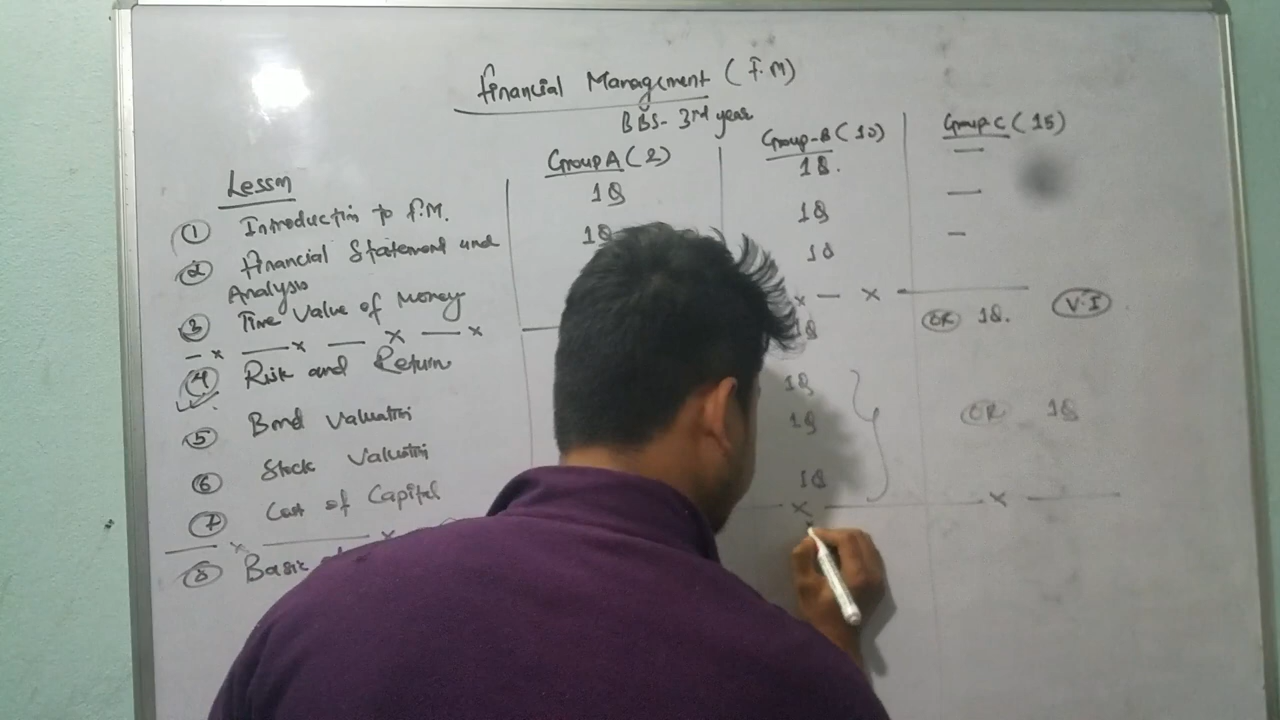 Financial Management (F.M)
BBS- 3rd year
Lesson
Group A (2)
Group-B (10)
Group-C (15)
① Introduction to F.M.
1Q
1Q.
—
② Financial Statement and
Analysis
1Q
1Q
—
③ Time Value of Money
1Q
—
— x — x — x — x
x — x
④ Risk and Return
1Q
OR 1Q.
V.I
⑤ Bond Valuation
1Q
⑥ Stock Valuation
1Q
OR 1Q
⑦ Cost of Capital
1Q
— x — x
— x — x —
⑧ Basic